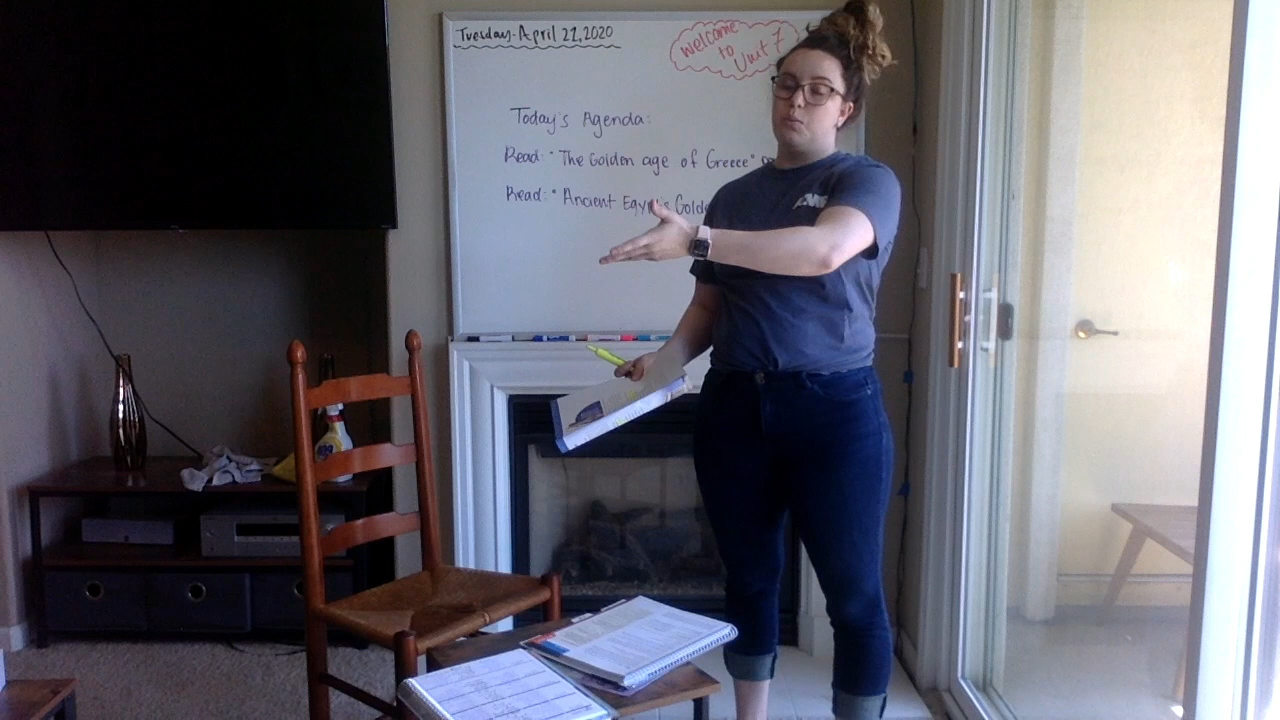 Tuesday-April 21,2020
Welcome
to
Unit 7
Today's Agenda:
Read: "The Golden age of Greece"
Read: "Ancient Egypt's Golde